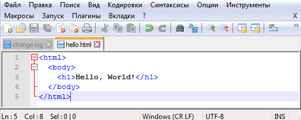 Файл Правка Поиск Вид Кодировки Синтаксисы Опции Инструменты
Макросы Запуск Плагины Вкладки ? X
change.log hello.html
1 <html>
2 <body>
3 <h1>Hello, World!</h1>
4 </body>
5 </html>
Ln:5 Col:8 Sel:0|0 Windows (CR LF) UTF-8 INS